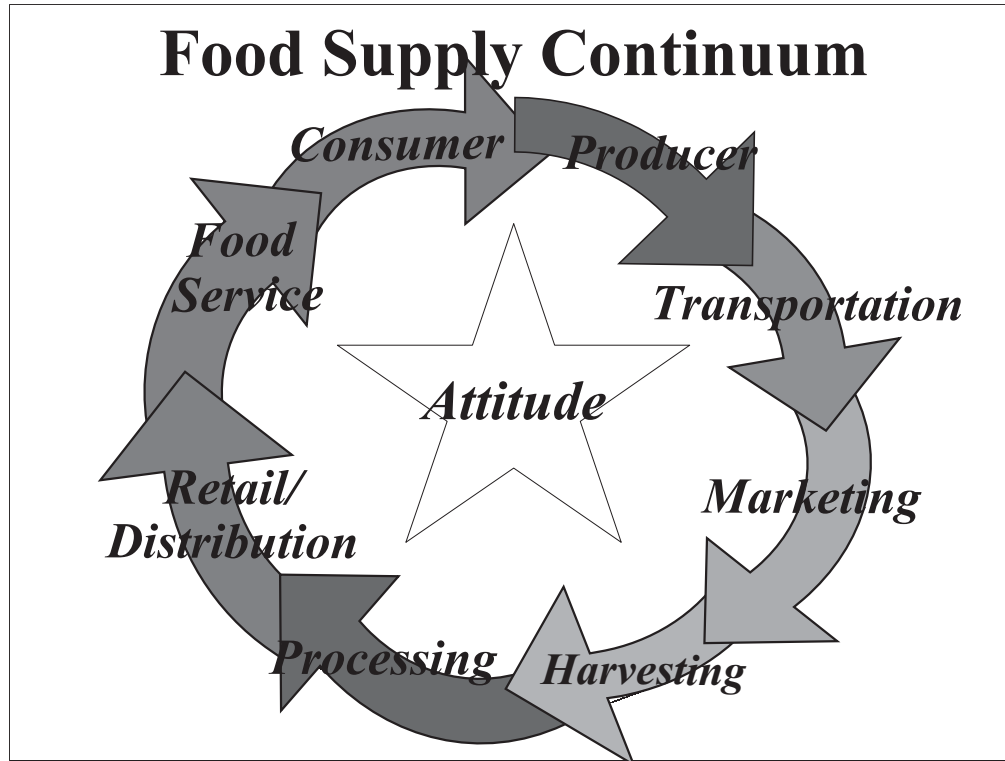 Food Supply Continuum
Consumer
Producer
Food
Service
Transportation
Attitude
Retail/
Distribution
Marketing
Processing
Harvesting